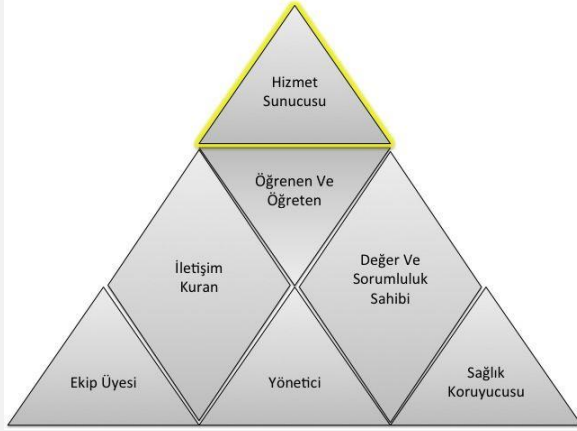 Hizmet
Sunucusu
Öğrenen Ve
Öğreten
İletişim
Kuran
Değer Ve
Sorumluluk
Sahibi
Ekip Üyesi
Yönetici
Sağlık
Koruyucusu